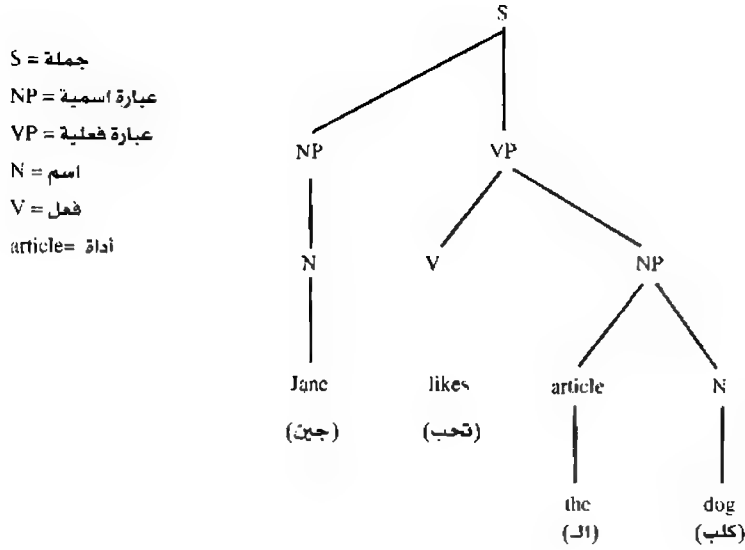 S = جملة
NP = عبارة اسمية
VP = عبارة فعلية
N = اسم
V = فعل
article= أداة
S
NP VP
N V NP
Jane likes article N
(جين) (تحب)
the dog
(الـ) (كلب)